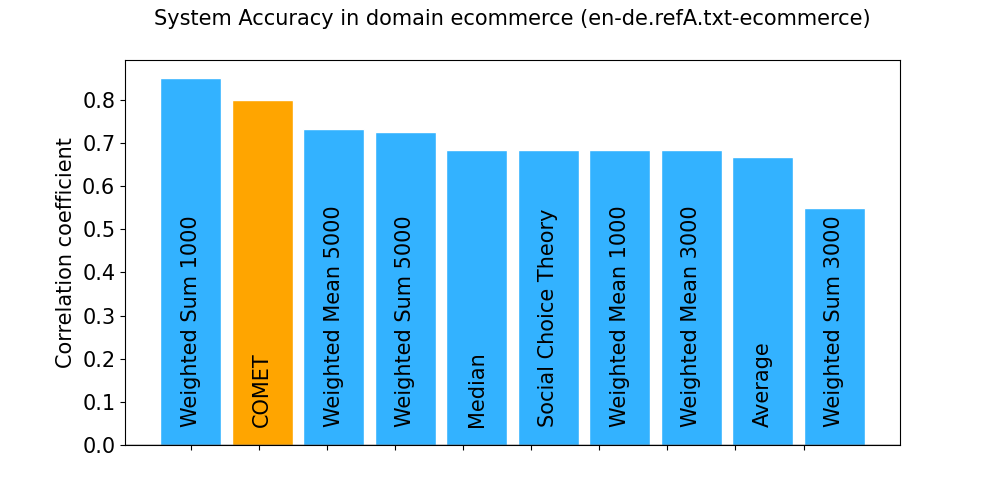 System Accuracy in domain ecommerce (en-de.refA.txt-ecommerce)
Correlation coefficient
0.8
0.7
0.6
0.5
0.4
0.3
0.2
0.1
0.0
Weighted Sum 1000
COMET
Weighted Mean 5000
Weighted Sum 5000
Median
Social Choice Theory
Weighted Mean 1000
Weighted Mean 3000
Average
Weighted Sum 3000